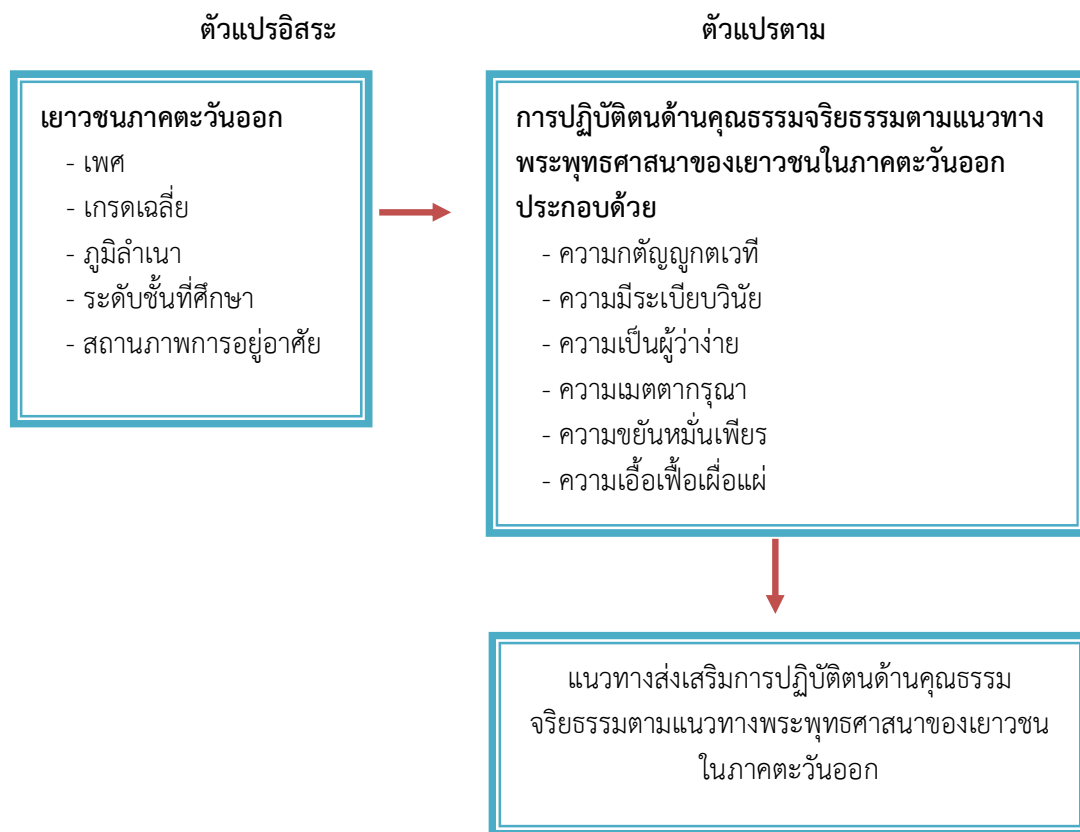 ตัวแปรอิสระ
ตัวแปรตาม
เยาวชนภาคตะวันออก
- เพศ
- เกรดเฉลี่ย
- ภูมิลำเนา
- ระดับชั้นที่ศึกษา
- สถานภาพการอยู่อาศัย
การปฏิบัติตนด้านคุณธรรมจริยธรรมตามแนวทาง
พระพุทธศาสนาของเยาวชนในภาคตะวันออก
ประกอบด้วย
- ความกตัญญูกตเวที
- ความมีระเบียบวินัย
- ความเป็นผู้ว่าง่าย
- ความเมตตากรุณา
- ความขยันหมั่นเพียร
- ความเอื้อเฟื้อเผื่อแผ่
แนวทางส่งเสริมการปฏิบัติตนด้านคุณธรรม
จริยธรรมตามแนวทางพระพุทธศาสนาของเยาวชน
ในภาคตะวันออก